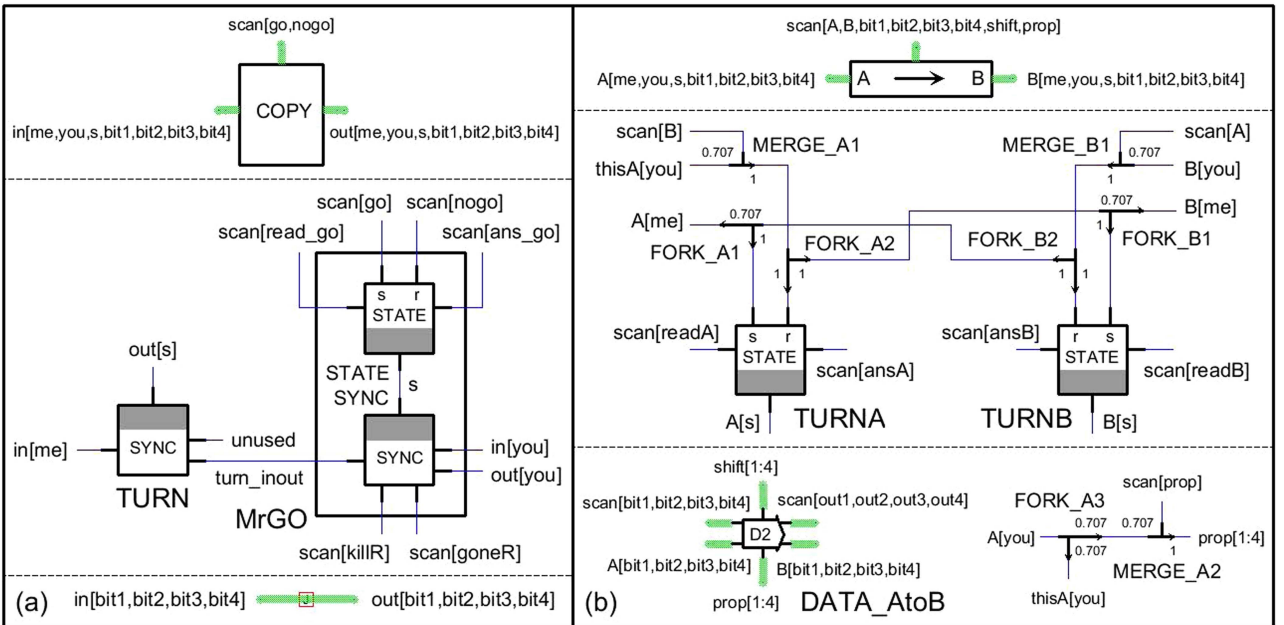 scan[go,nogo]
COPY
in[me,you,s,bit1,bit2,bit3,bit4]
out[me,you,s,bit1,bit2,bit3,bit4]
scan[go]
scan[nogo]
scan[read_go]
scan[ans_go]
s
r
STATE
out[s]
STATE
SYNC
s
in[me]
SYNC
unused
turn_inout
SYNC
in[you]
out[you]
TURN
MrGO
scan[killR]
scan[goneR]
(a)
in[bit1,bit2,bit3,bit4]
J
out[bit1,bit2,bit3,bit4]
scan[A,B,bit1,bit2,bit3,bit4,shift,prop]
A[me,you,s,bit1,bit2,bit3,bit4]
A
B
B[me,you,s,bit1,bit2,bit3,bit4]
scan[B]
MERGE_A1
0.707
thisA[you]
1
MERGE_B1
scan[A]
0.707
B[you]
1
A[me]
0.707
1
FORK_A1
FORK_A2
1
1
0.707
B[me]
1
FORK_B2
FORK_B1
1
1
scan[readA]
s
r
STATE
scan[ansA]
A[s]
TURNA
scan[ansB]
r
s
STATE
scan[readB]
TURNB
B[s]
shift[1:4]
scan[bit1,bit2,bit3,bit4]
scan[out1,out2,out3,out4]
D2
A[bit1,bit2,bit3,bit4]
B[bit1,bit2,bit3,bit4]
prop[1:4]
(b)
DATA_AtoB
scan[prop]
FORK_A3
0.707
0.707
A[you]
prop[1:4]
0.707
1
MERGE_A2
thisA[you]